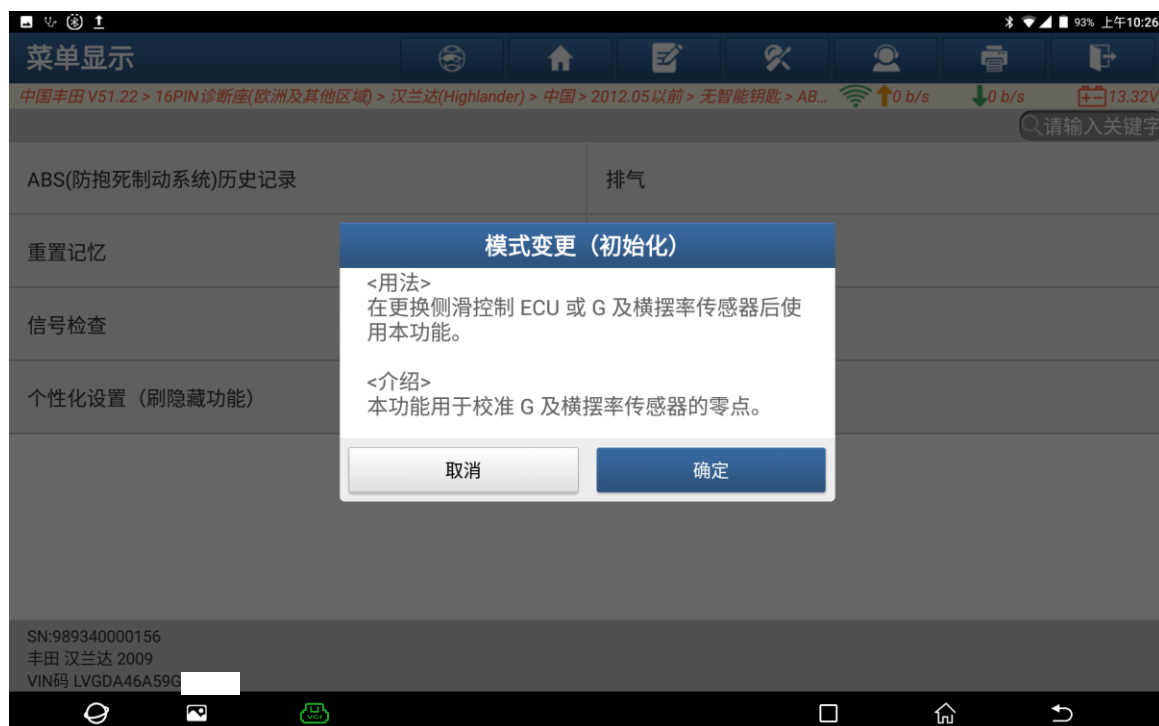 93% 上午10:26
菜单显示
中国丰田 V51.22 > 16PIN诊断座(欧洲及其他区域) > 汉兰达(Highlander) > 中国 > 2012.05以前 > 无智能钥匙 > AB... 0 b/s 0 b/s 13.32V
请输入关键字
ABS(防抱死制动系统)历史记录 排气
重置记忆
信号检查
个性化设置（刷隐藏功能）
模式变更（初始化）
<用法>
在更换侧滑控制 ECU 或 G 及横摆率传感器后使
用本功能。
<介绍>
本功能用于校准 G 及横摆率传感器的零点。
取消 确定
SN:989340000156
丰田 汉兰达 2009
VIN码 LVGDA46A59G
VCI